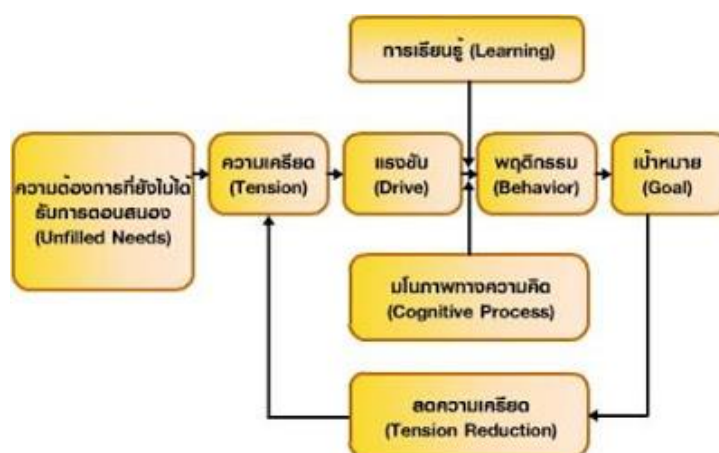 การเรียนรู้ (Learning)
ความต้องการที่ยังไม่ได้
รับการตอบสนอง
(Unfilled Needs)
ความเครียด
(Tension)
แรงขับ
(Drive)
พฤติกรรม
(Behavior)
เป้าหมาย
(Goal)
มโนภาพทางความคิด
(Cognitive Process)
ลดความเครียด
(Tension Reduction)